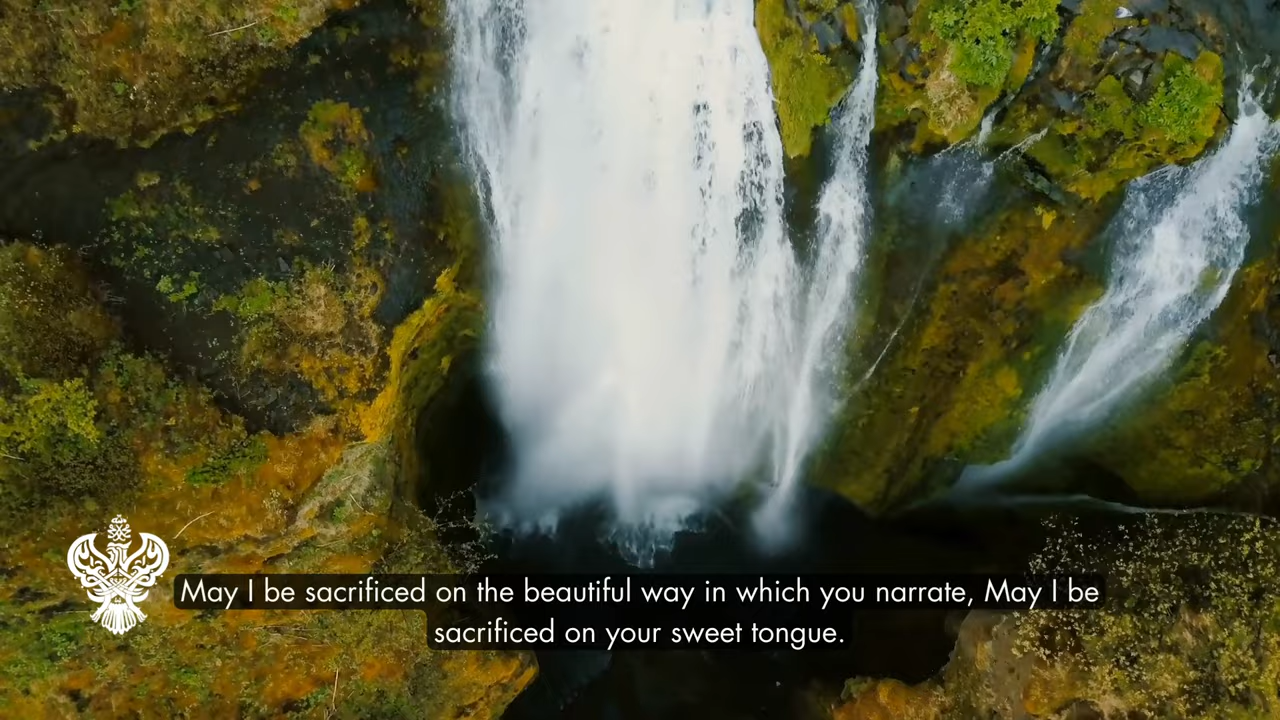 May I be sacrificed on the beautiful way in which you narrate, May I be
sacrificed on your sweet tongue.